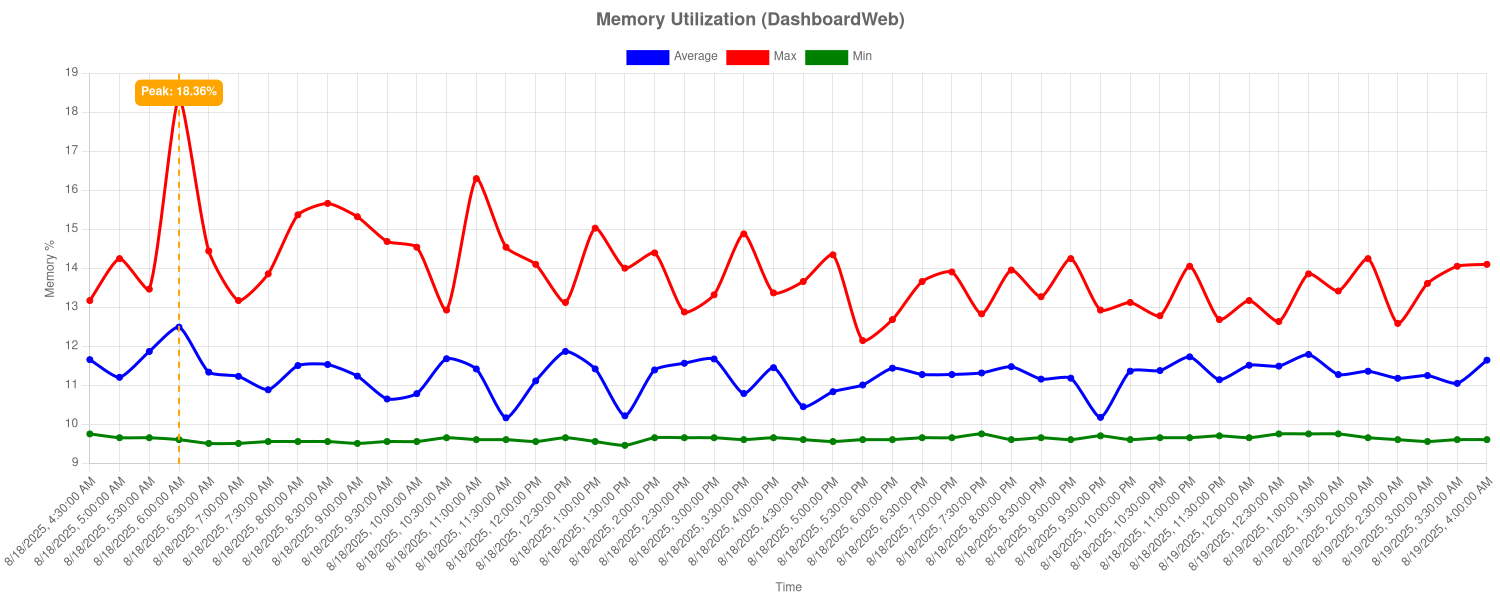 Memory Utilization (DashboardWeb)
Average Max Min
19
Peak: 18.36%
18
17
16
15
14
13
12
11
10
9
Memory %
8/18/2025, 4:30:00 AM
8/18/2025, 5:00:00 AM
8/18/2025, 5:30:00 AM
8/18/2025, 6:00:00 AM
8/18/2025, 6:30:00 AM
8/18/2025, 7:00:00 AM
8/18/2025, 7:30:00 AM
8/18/2025, 8:00:00 AM
8/18/2025, 8:30:00 AM
8/18/2025, 9:00:00 AM
8/18/2025, 9:30:00 AM
8/18/2025, 10:00:00 AM
8/18/2025, 10:30:00 AM
8/18/2025, 11:00:00 AM
8/18/2025, 11:30:00 AM
8/18/2025, 12:00:00 PM
8/18/2025, 12:30:00 PM
8/18/2025, 1:00:00 PM
8/18/2025, 1:30:00 PM
8/18/2025, 2:00:00 PM
8/18/2025, 2:30:00 PM
8/18/2025, 3:00:00 PM
8/18/2025, 3:30:00 PM
8/18/2025, 4:00:00 PM
8/18/2025, 4:30:00 PM
8/18/2025, 5:00:00 PM
8/18/2025, 5:30:00 PM
8/18/2025, 6:00:00 PM
8/18/2025, 6:30:00 PM
8/18/2025, 7:00:00 PM
8/18/2025, 7:30:00 PM
8/18/2025, 8:00:00 PM
8/18/2025, 8:30:00 PM
8/18/2025, 9:00:00 PM
8/18/2025, 9:30:00 PM
8/18/2025, 10:00:00 PM
8/18/2025, 10:30:00 PM
8/18/2025, 11:00:00 PM
8/18/2025, 11:30:00 PM
8/19/2025, 12:00:00 AM
8/19/2025, 12:30:00 AM
8/19/2025, 1:00:00 AM
8/19/2025, 1:30:00 AM
8/19/2025, 2:00:00 AM
8/19/2025, 2:30:00 AM
8/19/2025, 3:00:00 AM
8/19/2025, 3:30:00 AM
8/19/2025, 4:00:00 AM
Time